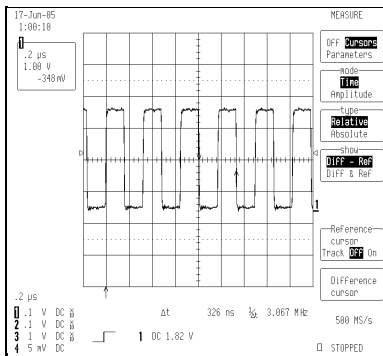 17-Jun-05
1:00:10
1
.2 µs
1.00 V
-348mV
MEASURE
Off Cursors
Parameters
mode
Time
Amplitude
type
Relative
Absolute
show
Diff - Ref
Diff & Ref
1
Reference
cursor
Track Off On
Difference
cursor
.2 µs
1 .1 V DC
2 .1 V DC
3 1 V DC
4 5 mV DC
Δt 326 ns 1/Δt 3.067 MHz
1 DC 1.82 V
500 MS/s
STOPPED